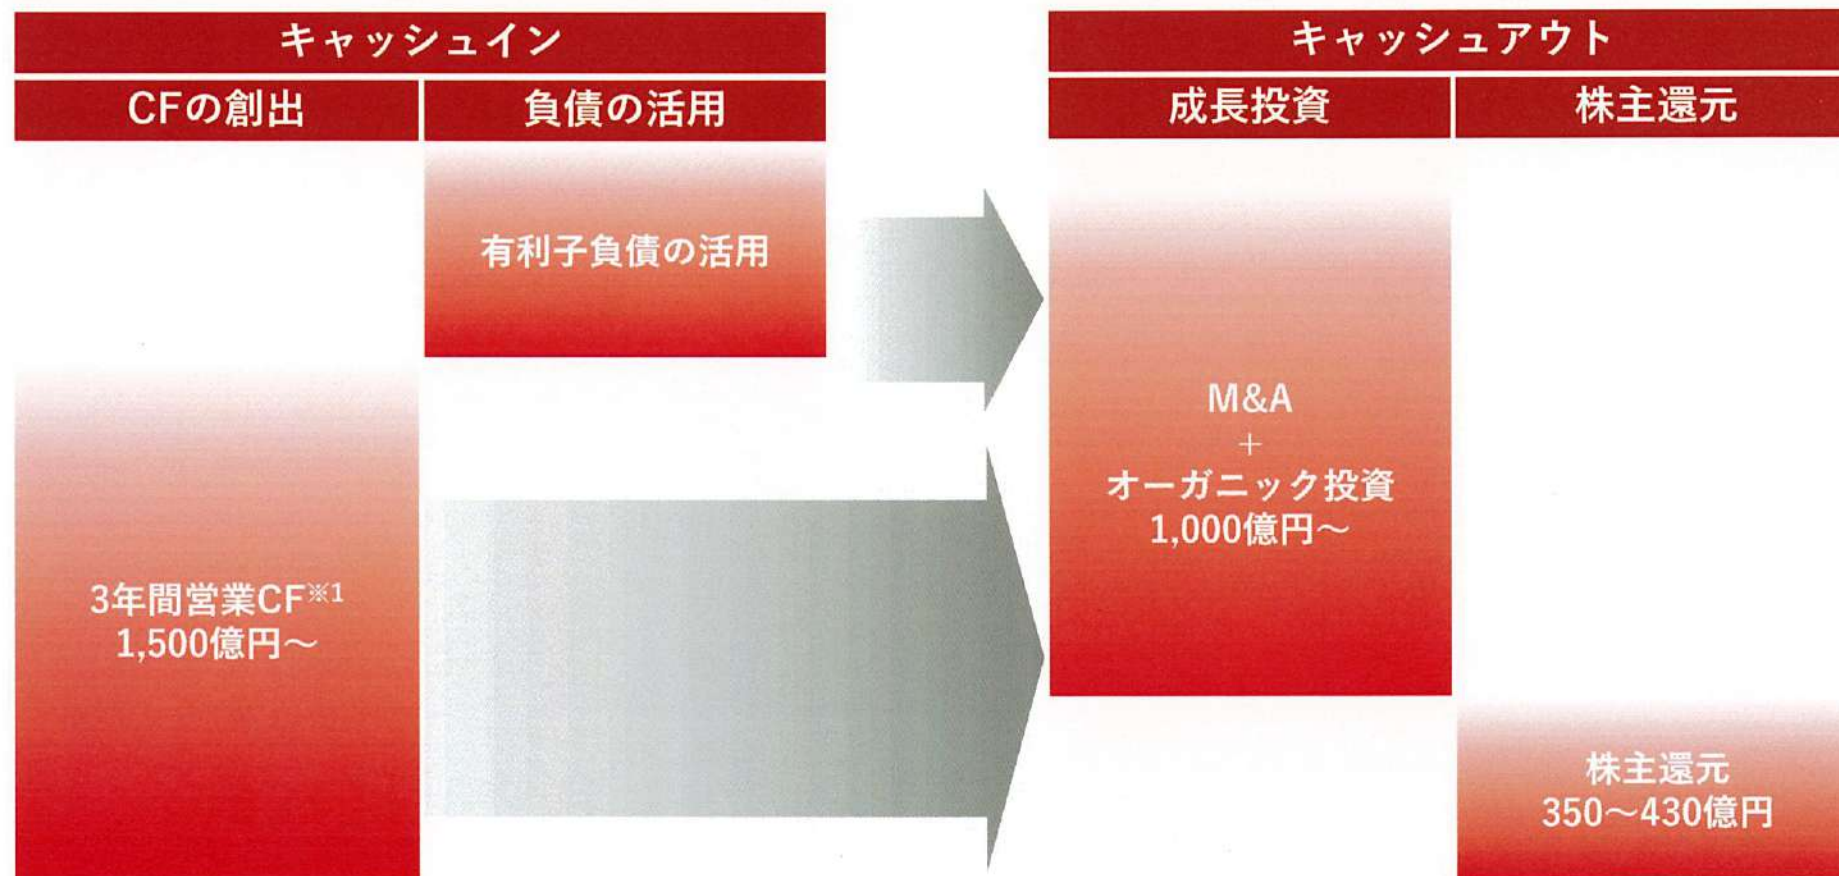 キャッシュイン
CFの創出
負債の活用
有利子負債の活用
3年間営業CF※1
1,500億円～
キャッシュアウト
成長投資
株主還元
M&A
+
オーガニック投資
1,000億円～
株主還元
350～430億円